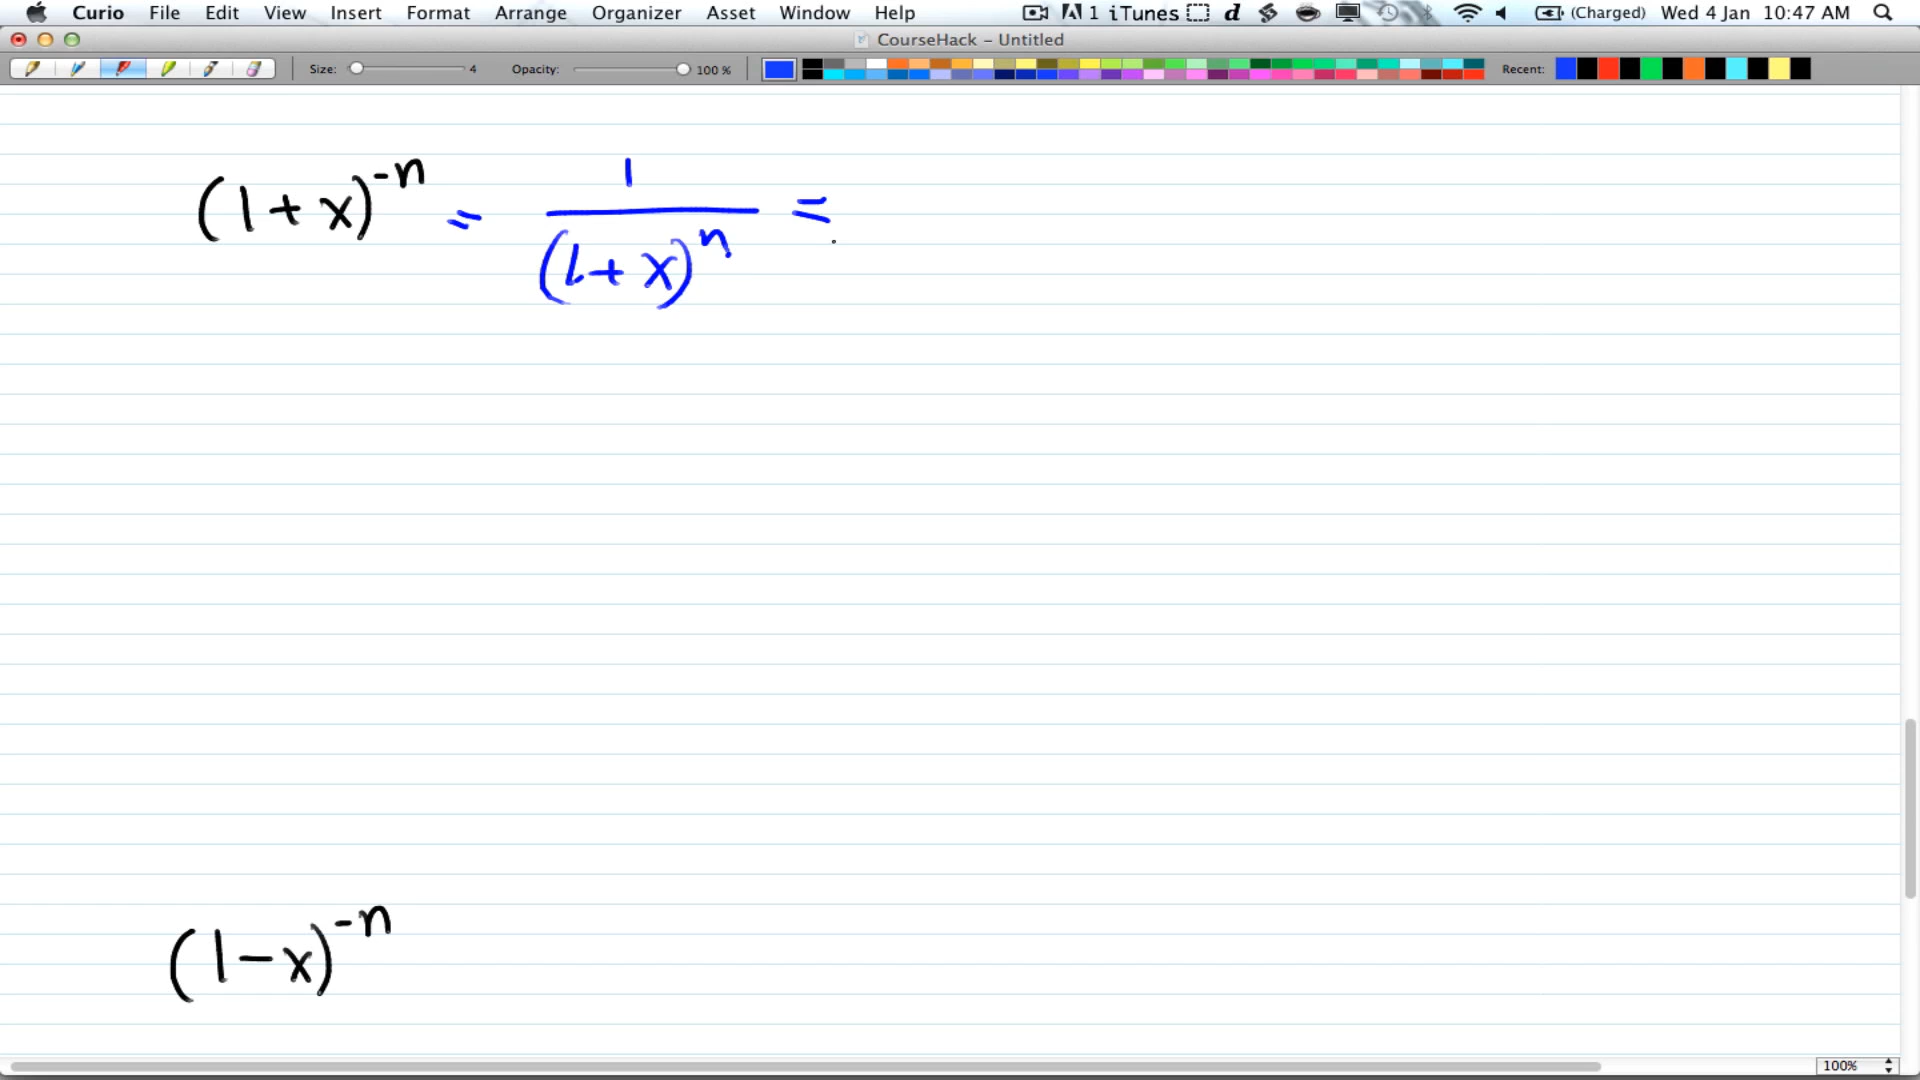 Curio File Edit View Insert Format Arrange Organizer Asset Window Help 1 iTunes d (Charged) Wed 4 Jan 10:47 AM
CourseHack – Untitled
Size: 4 Opacity: 100 % Recent:
(1+x)^{-n} = \frac{1}{(1+x)^{n}} =
(1-x)^{-n}
100%